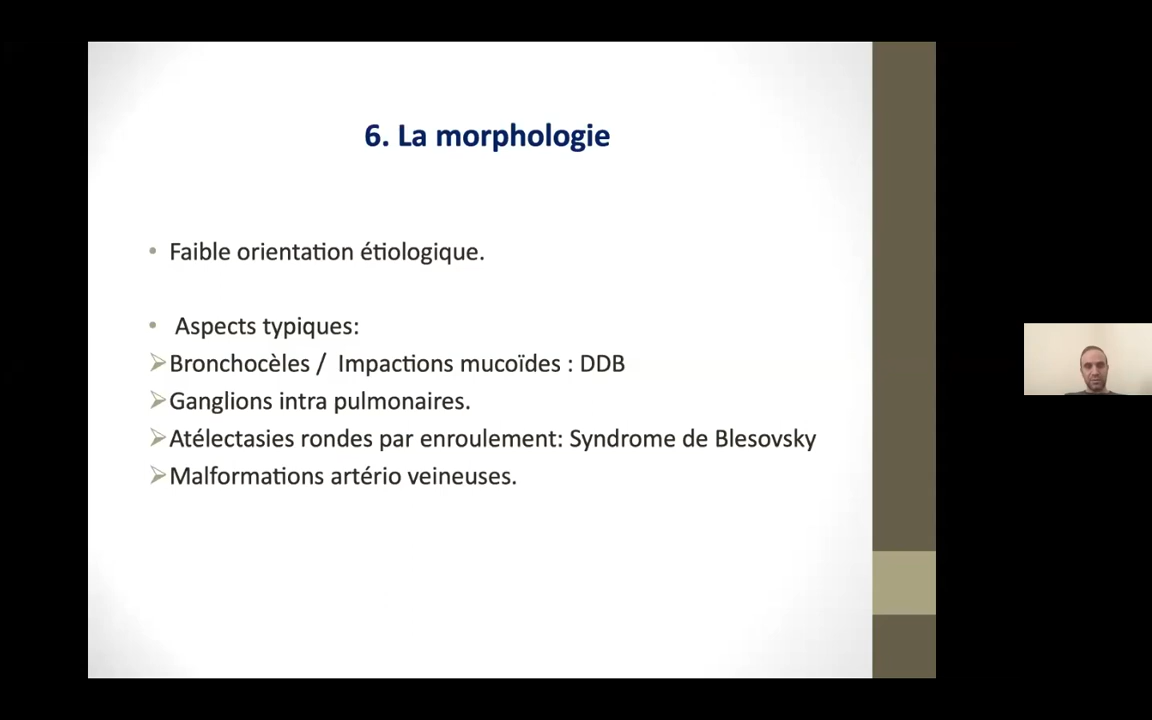 6. La morphologie
• Faible orientation étiologique.
• Aspects typiques:
➢Bronchocèles / Impactions mucoïdes : DDB
➢Ganglions intra pulmonaires.
➢Atélectasies rondes par enroulement: Syndrome de Blesovsky
➢Malformations artério veineuses.